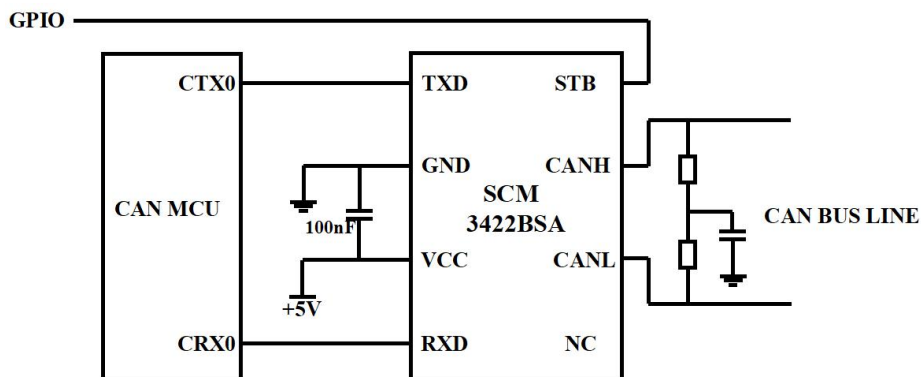 GPIO
CTX0
TXD
STB
GND
CANH
SCM
3422BSA
CAN MCU
100nF
CAN BUS LINE
VCC
CANL
+5V
CRX0
RXD
NC